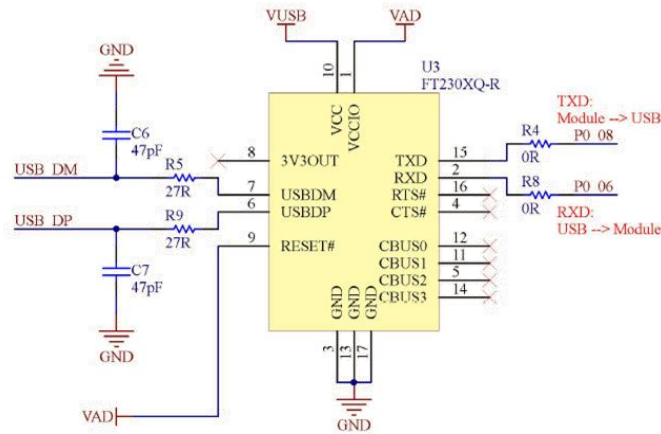 VUSB
VAD
GND
10
1
U3
FT230XQ-R
VCC
VCCIO
C6
47pF
TXD:
Module --> USB
R4
P0_08
0R
8
3V3OUT
TXD
15
USB_DM
R5
27R
7
USBDM
RXD
2
R8
P0_06
0R
RTS#
16
USB_DP
R9
27R
6
USBDP
CTS#
4
RXD:
USB --> Module
9
RESET#
CBUS0
12
CBUS1
11
CBUS2
5
CBUS3
14
C7
47pF
GND
GND
GND
GND
3
13
17
VAD
GND